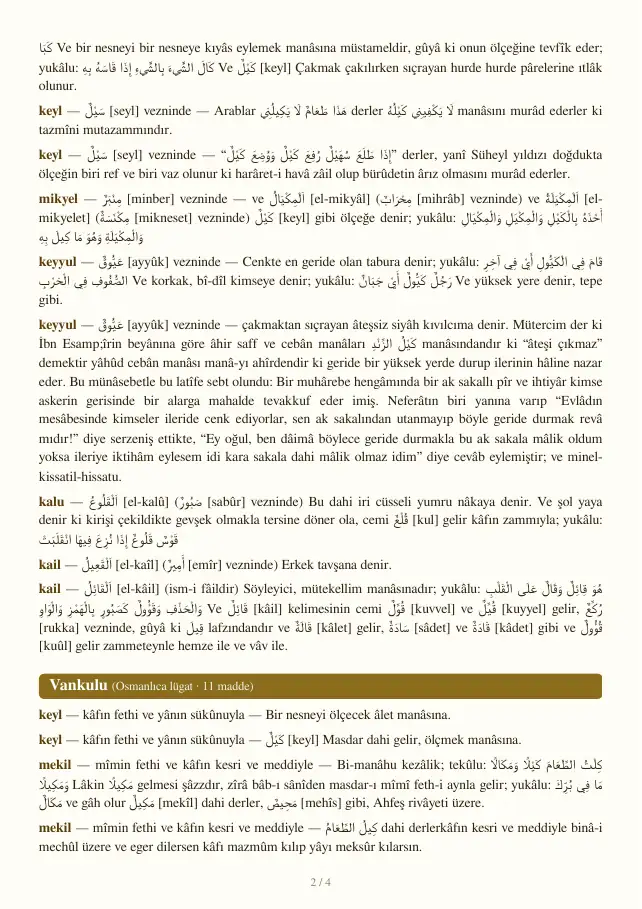 كَبَا Ve bir nesneyi bir nesneye kıyâs eylemek manâsına müstameldir, gûyâ ki onun ölçeğine tevfîk eder;
yukâlu: كَالَ الشَّيءَ بِالشَّيءِ إِذَا قَاسَهُ بِهِ Ve كَيْلٌ [keyl] Çakmak çakılırken sıçrayan hurde hurde pârelerine ıtlâk
olunur.
keyl — سَيْلٌ [seyl] vezninde — Arablar هَذَا طَعَامٌ لَا يَكِيلُنِي derler لَا يَكْفِينِي كَيْلُهُ manâsını murâd ederler ki
tazmîni mutazammındır.
keyl — سَيْلٌ [seyl] vezninde — “إِذَا طَلَعَ سُهَيْلٌ رُفِعَ كَيْلٌ وَوُضِعَ كَيْلٌ” derler, yanî Süheyl yıldızı doğdukta
ölçeğin biri ref ve biri vaz olunur ki harâret-i havâ zâil olup bürûdetin ârız olmasını murâd ederler.
mikyel — مِنْبَرٌ [minber] vezninde — ve اَلْمِكْيَالُ [el-mikyâl] (مِحْرَابٌ [mihrâb] vezninde) ve اَلْمِكْيَلَةُ [el-
mikyelet] (مِكْنَسَةٌ [mikneset] vezninde) كَيْلٌ [keyl] gibi ölçeğe denir; yukâlu: أَخَذَهُ بِالْكَيْلِ وَالْمِكْيَلِ وَالْمِكْيَالِ
وَالْمِكْيَلَةِ وَهُوَ مَا كِيلَ بِهِ
keyyul — عَيُّوقٌ [ayyûk] vezninde — Cenkte en geride olan tabura denir; yukâlu: قَامَ فِي الْكَيُّولِ أَيْ فِي آخِرِ
الصُّفُوفِ فِي الْحَرْبِ Ve korkak, bî-dîl kimseye denir; yukâlu: رَجُلٌ كَيُّولٌ أَيْ جَبَانٌ Ve yüksek yere denir, tepe
gibi.
keyyul — عَيُّوقٌ [ayyûk] vezninde — çakmaktan sıçrayan âteşsiz siyâh kıvılcıma denir. Mütercim der ki
İbn Esamp;îrin beyânına göre âhir saff ve cebân manâları كَيْلُ الزَّنْدِ manâsındandır ki “âteşi çıkmaz”
demektir yâhûd cebân manâsı manâ-yı ahîrdendir ki geride bir yüksek yerde durup ilerinin hâline nazar
eder. Bu münâsebetle bu latîfe sebt olundu: Bir muhârebe hengâmında bir ak sakallı pîr ve ihtiyâr kimse
askerin gerisinde bir alarga mahalde tevakkuf eder imiş. Neferâtın biri yanına varıp “Evlâdın
mesâbesinde kimseler ileride cenk ediyorlar, sen ak sakalından utanmayıp böyle geride durmak revâ
mıdır!” diye serzeniş ettikte, “Ey oğul, ben dâimâ böylece geride durmakla bu ak sakala mâlik oldum
yoksa ileriye iktihâm eylesem idi kara sakala dahi mâlik olmaz idim” diye cevâb eylemiştir; ve minel-
kissatil-hissatu.
kalu — اَلْقَلُوعُ [el-kalû] (صَبُورٌ [sabûr] vezninde) Bu dahi iri cüsseli yumru nâkaya denir. Ve şol yaya
denir ki kirişi çekildikte gevşek olmakla tersine döner ola, cemi قُلُعٌ [kul] gelir kâfın zammıyla; yukâlu:
قَوْسٌ قَلُوعٌ إِذَا نُزِعَ فِيهَا انْقَلَبَتْ
kail — اَلْقَعِيلُ [el-kaîl] (أَمِيرٌ [emîr] vezninde) Erkek tavşana denir.
kail — اَلْقَائِلُ [el-kâil] (ism-i fâildir) Söyleyici, mütekellim manâsınadır; yukâlu: هُوَ قَائِلٌ وَقَالٌ عَلَى الْقَلْبِ
وَالْحَذْفِ وَقَؤُولٌ كَصَبُورٍ بِالْهَمْزِ وَالْوَاوِ Ve قَائِلٌ [kâil] kelimesinin cemi قُوَّلٌ [kuvvel] ve قُيَّلٌ [kuyyel] gelir, رُكَّعٌ
[rukka] vezninde, gûyâ ki قِيلَ lafzındandır ve قَالَةٌ [kâlet] gelir, سَادَةٌ [sâdet] ve قَادَةٌ [kâdet] gibi ve قُؤُولٌ
[kuûl] gelir zammeteynle hemze ile ve vâv ile.
Vankulu (Osmanlıca lügat · 11 madde)
keyl — kâfın fethi ve yânın sükûnuyla — Bir nesneyi ölçecek âlet manâsına.
keyl — kâfın fethi ve yânın sükûnuyla — كَيْلٌ [keyl] Masdar dahi gelir, ölçmek manâsına.
mekil — mîmin fethi ve kâfın kesri ve meddiyle — Bi-manâhu kezâlik; tekûlu: كِلْتُ الطَّعَامَ كَيْلًا وَمَكَالًا
وَمَكِيلًا Lâkin مَكِيلًا gelmesi şâzzdır, zîrâ bâb-ı sânîden masdar-ı mîmî feth-i aynla gelir; yukâlu: مَا فِي بُرِّكَ
مَكَالٌ ve gâh olur مَكِيلٌ [mekîl] dahi derler, مَحِيضٌ [mehîs] gibi, Ahfeş rivâyeti üzere.
mekil — mîmin fethi ve kâfın kesri ve meddiyle — كِيلَ الطَّعَامُ dahi derlerkâfın kesri ve meddiyle binâ-i
mechûl üzere ve eger dilersen kâfı mazmûm kılıp yâyı meksûr kılarsın.
2 / 4